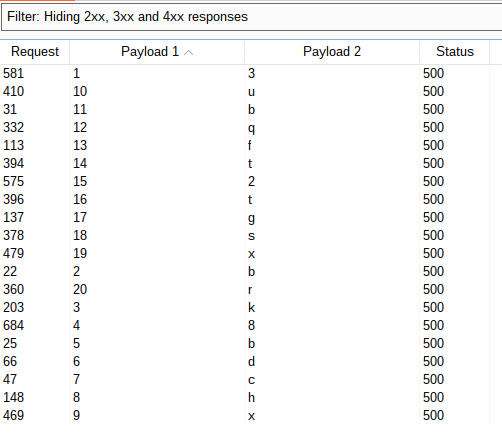 Filter: Hiding 2xx, 3xx and 4xx responses
Request Payload 1 Payload 2 Status
581 1 3 500
410 10 u 500
31 11 b 500
332 12 q 500
113 13 f 500
394 14 t 500
575 15 2 500
396 16 t 500
137 17 g 500
378 18 s 500
479 19 x 500
22 2 b 500
360 20 r 500
203 3 k 500
684 4 8 500
25 5 b 500
66 6 d 500
47 7 c 500
148 8 h 500
469 9 x 500